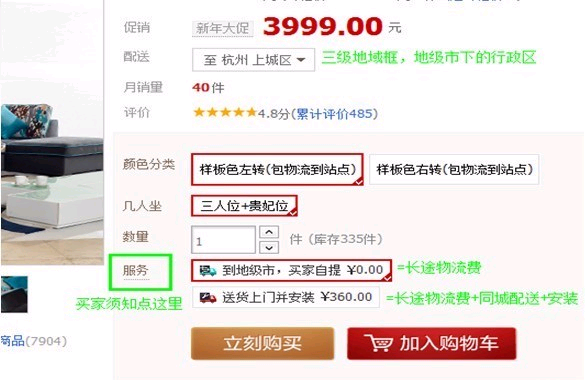 促销 新年大促 3999.00 元
配送 至 杭州 上城区 三级地域框，地级市下的行政区
月销量 40件
评价 4.8分(累计评价485)
颜色分类 样板色左转(包物流到站点) 样板色右转(包物流到站点)
几人坐 三人位+贵妃位
数量 1 件 (库存335件)
服务 到地级市，买家自提 ¥0.00 =长途物流费
买家须知点这里 送货上门并安装 ¥360.00 =长途物流费+同城配送+安装
立刻购买 加入购物车
商品(7904)